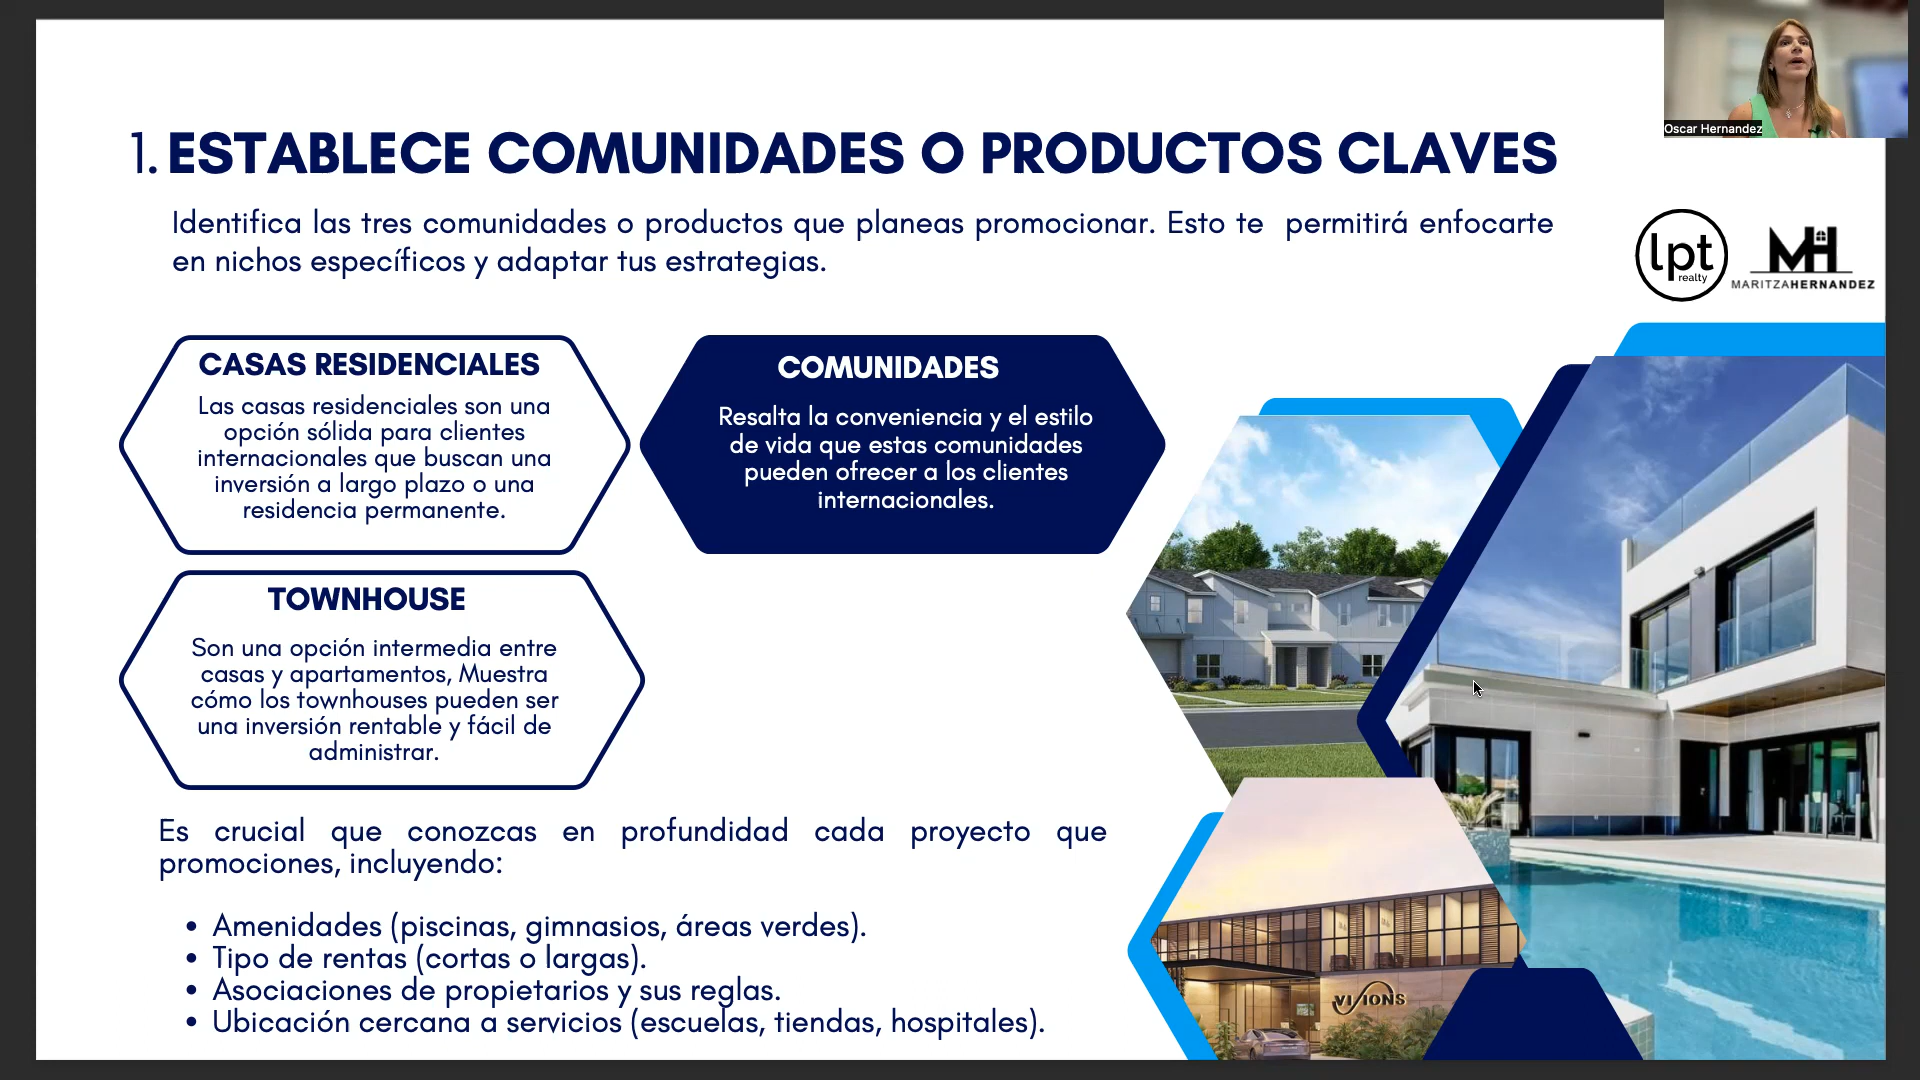 Oscar Hernandez
1. ESTABLECE COMUNIDADES O PRODUCTOS CLAVES
Identifica las tres comunidades o productos que planeas promocionar. Esto te permitirá enfocarte
en nichos específicos y adaptar tus estrategias.
lpt
realty
MH
MARITZAHERNANDEZ
CASAS RESIDENCIALES
Las casas residenciales son una
opción sólida para clientes
internacionales que buscan una
inversión a largo plazo o una
residencia permanente.
COMUNIDADES
Resalta la conveniencia y el estilo
de vida que estas comunidades
pueden ofrecer a los clientes
internacionales.
TOWNHOUSE
Son una opción intermedia entre
casas y apartamentos, Muestra
cómo los townhouses pueden ser
una inversión rentable y fácil de
administrar.
Es crucial que conozcas en profundidad cada proyecto que
promociones, incluyendo:
• Amenidades (piscinas, gimnasios, áreas verdes).
• Tipo de rentas (cortas o largas).
• Asociaciones de propietarios y sus reglas.
• Ubicación cercana a servicios (escuelas, tiendas, hospitales).
VISIONS